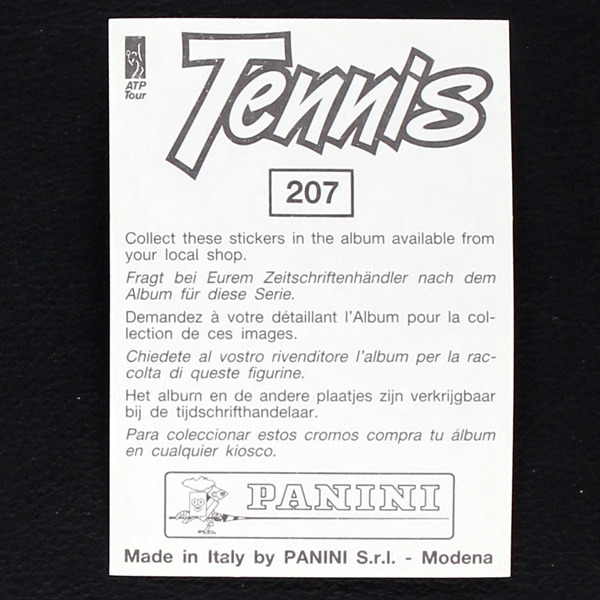 ATP
Tour
Tennis
207
Collect these stickers in the album available from
your local shop.
Fragt bei Eurem Zeitschriftenhändler nach dem
Album für diese Serie.
Demandez à votre détaillant l'Album pour la col-
lection de ces images.
Chiedete al vostro rivenditore l'album per la rac-
colta di queste figurine.
Het album en de andere plaatjes zijn verkrijgbaar
bij de tijdschrifthandelaar.
Para coleccionar estos cromos compra tu álbum
en cualquier kiosco.
PANINI
Made in Italy by PANINI S.r.l. - Modena